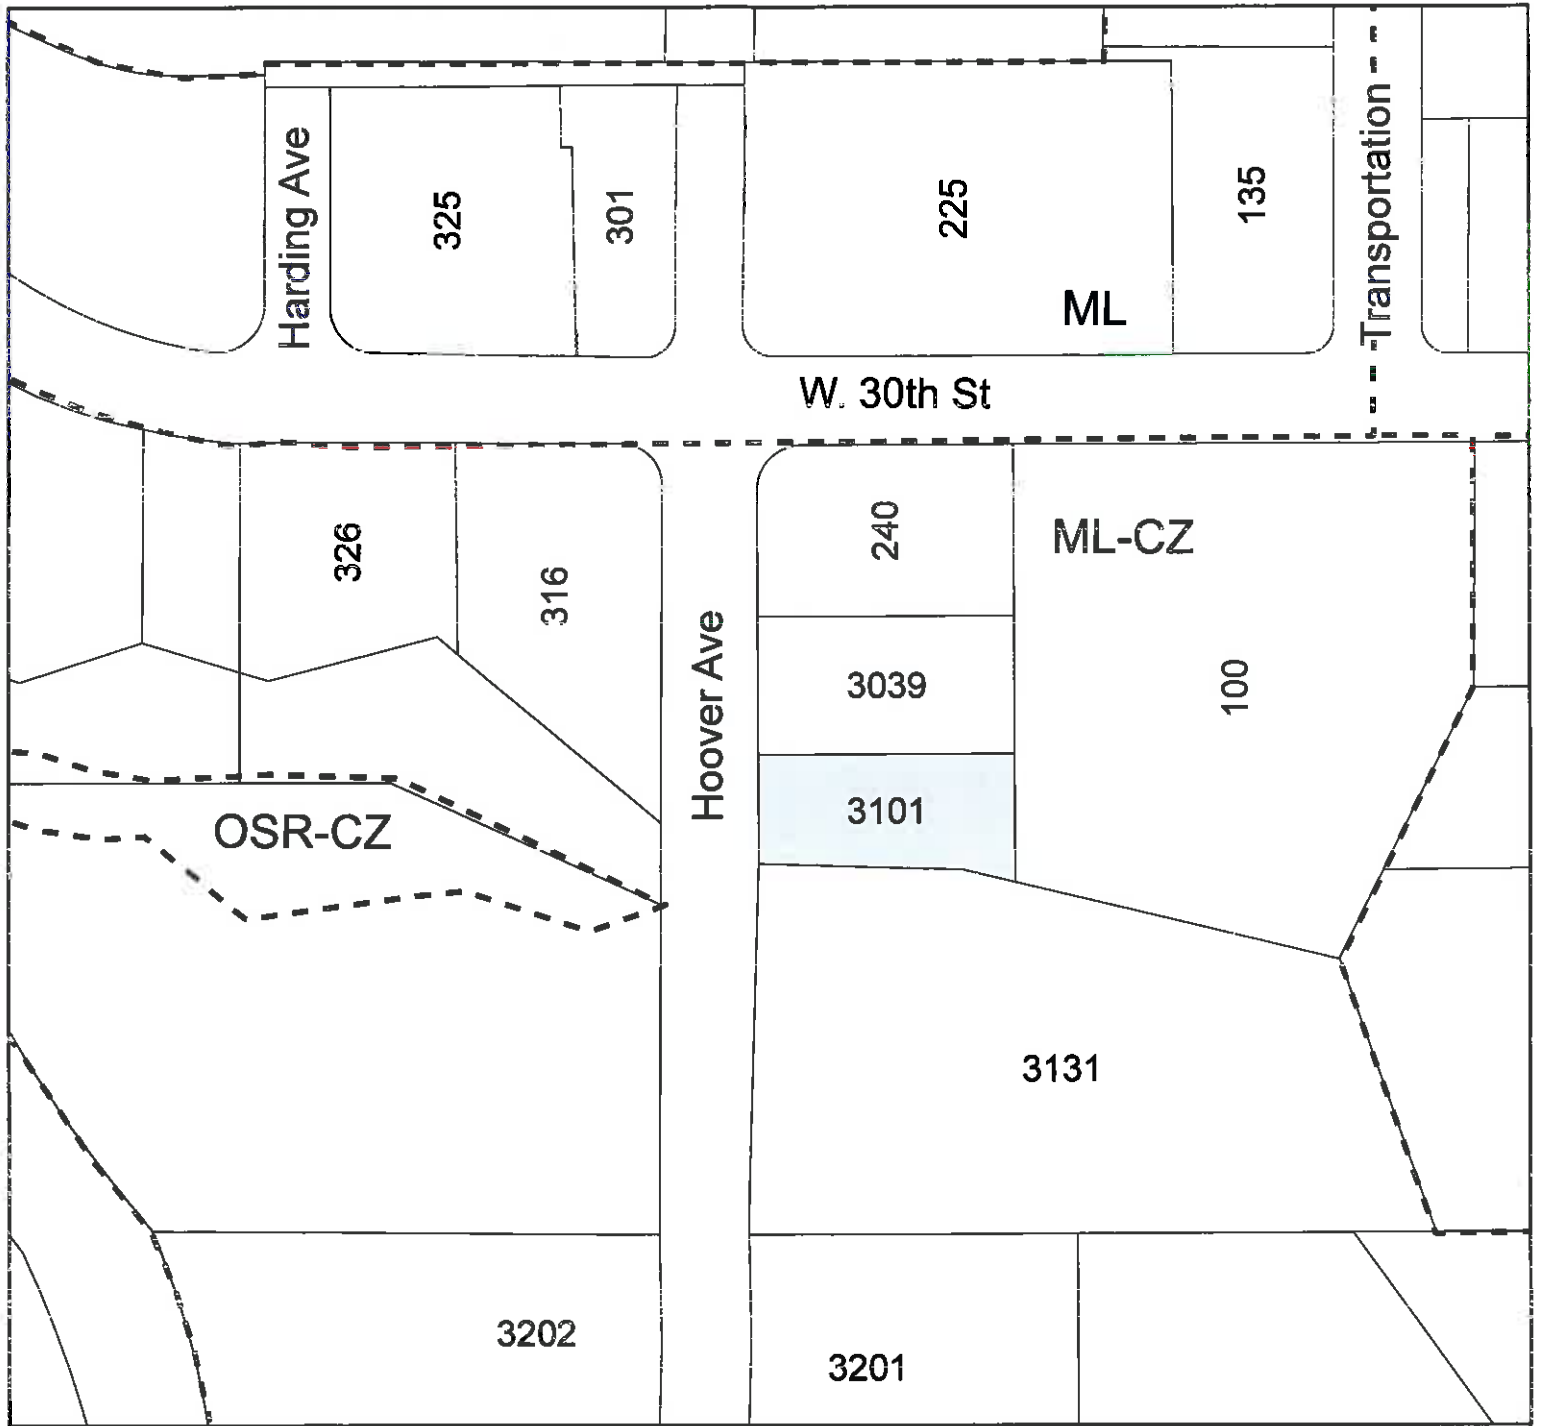 Harding Ave
325
301
225
135
Transportation
ML
W. 30th St
326
316
240
ML-CZ
3039
100
Hoover Ave
3101
OSR-CZ
3131
3202
3201